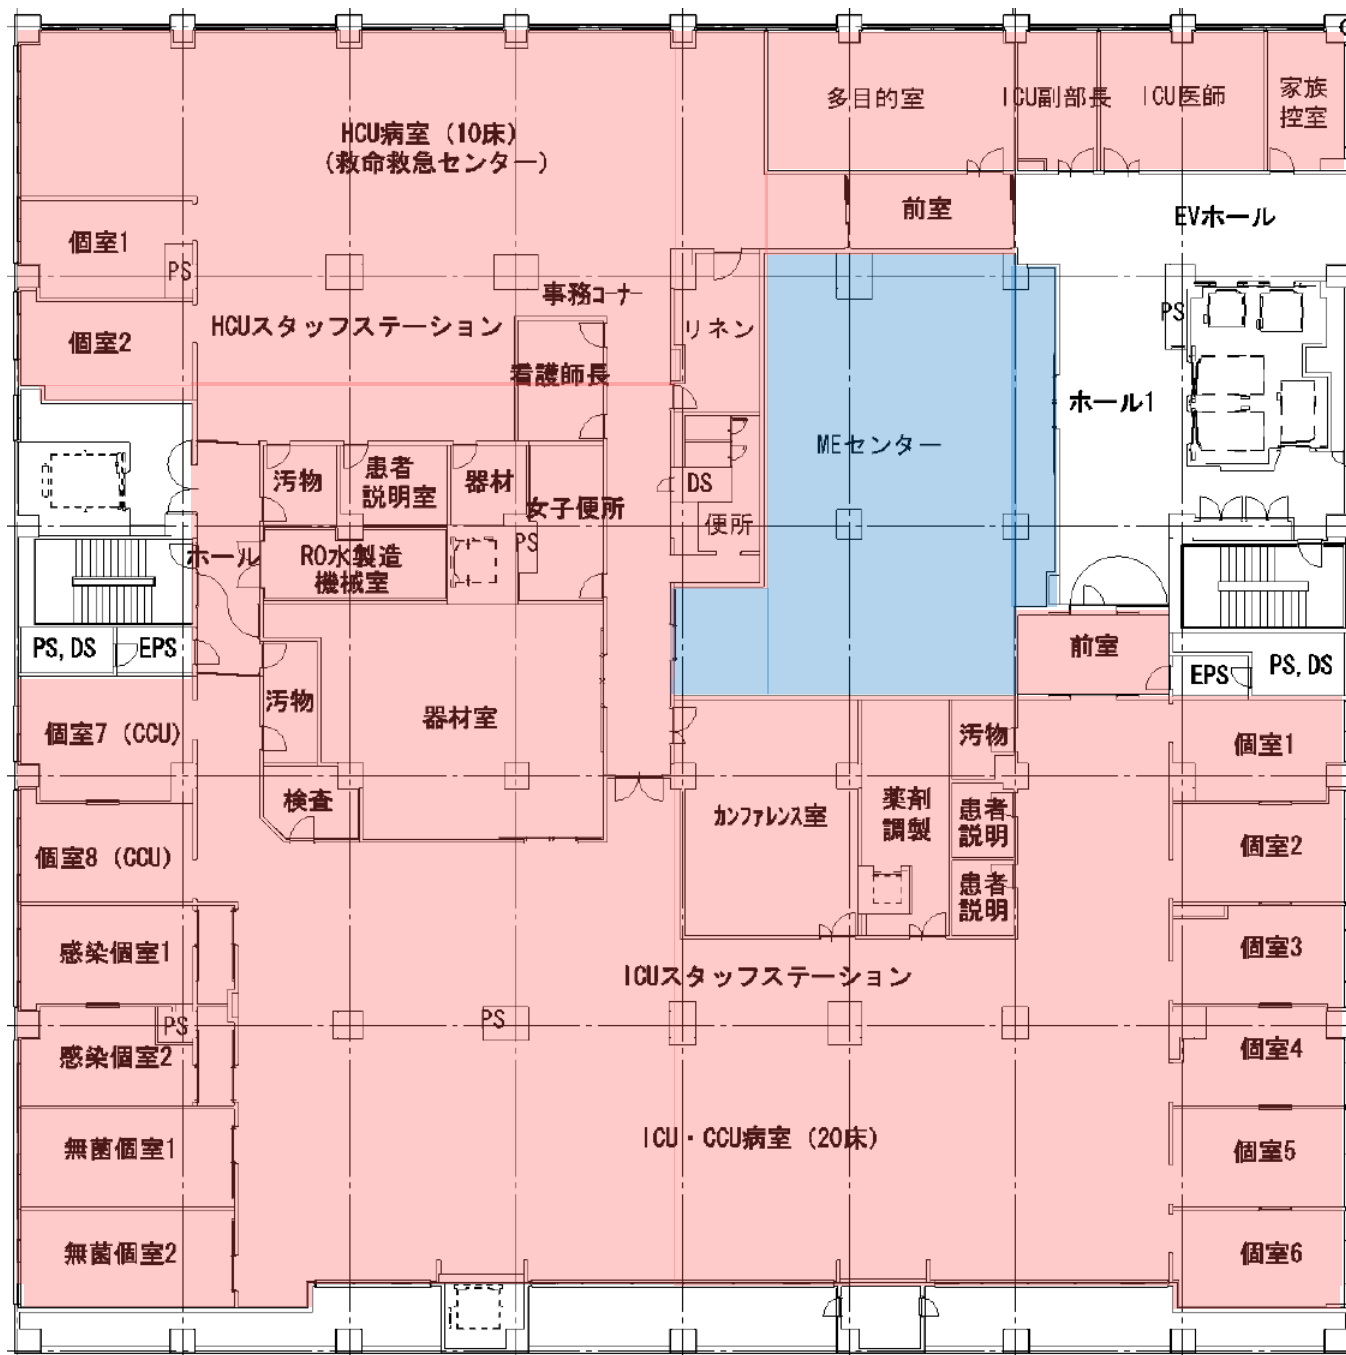 多目的室
ICU副部長
ICU医師
家族
控室
HCU病室 (10床)
(救命救急センター)
前室
EVホール
個室1
PS
事務コーナー
PS
HCUスタッフステーション
リネン
個室2
看護師長
ホール1
MEセンター
患者
説明室
汚物
器材
DS
女子便所
便所
PS
ホール
RO水製造
機械室
PS, DS
EPS
前室
PS, DS
EPS
汚物
個室7 (CCU)
器材室
汚物
個室1
検査
カンファレンス室
薬剤
調製
患者
説明
個室2
個室8 (CCU)
患者
説明
感染個室1
個室3
ICUスタッフステーション
PS
PS
感染個室2
個室4
無菌個室1
ICU・CCU病室 (20床)
個室5
無菌個室2
個室6